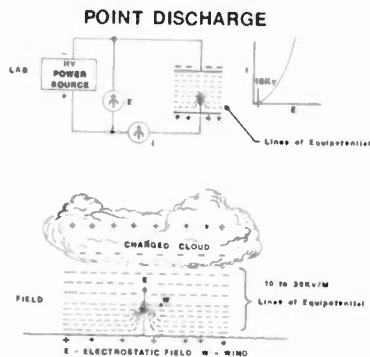 POINT DISCHARGE
LAB
HV
POWER
SOURCE
E
I
I
10Kv
E
Lines of Equipotential
CHARGED CLOUD
E
W
10 to 30Kv/M
Lines of Equipotential
FIELD
E - ELECTROSTATIC FIELD W - WIND